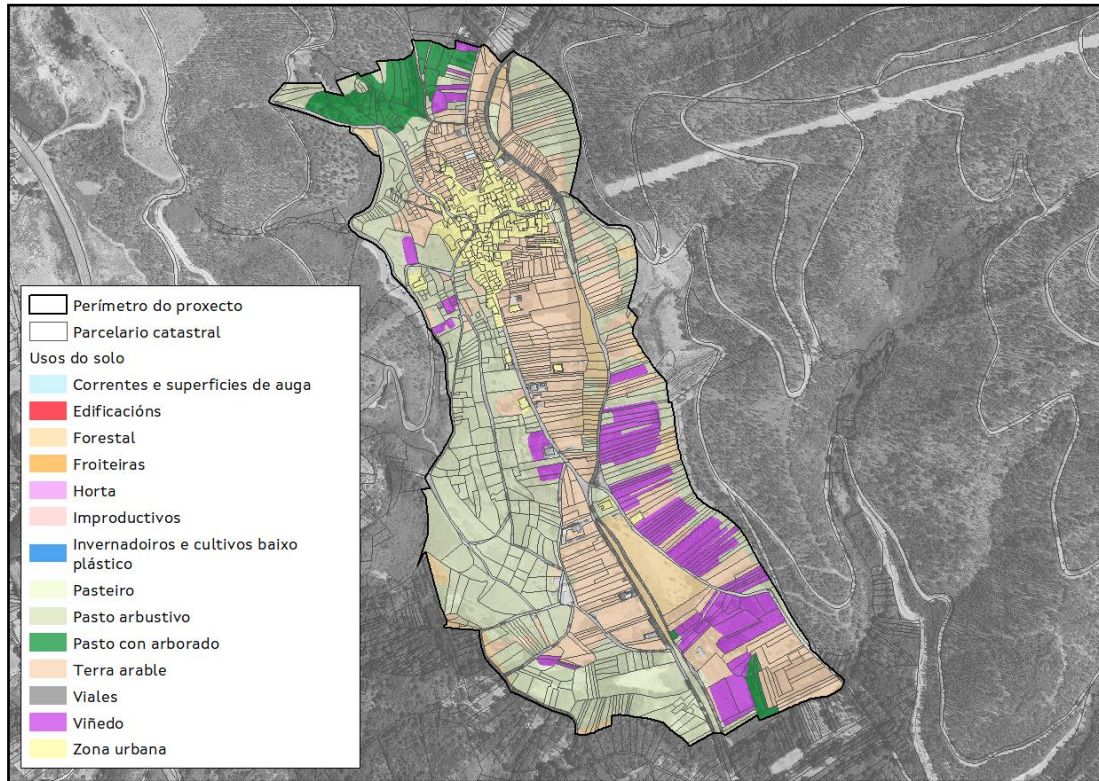 Perímetro do proxecto
Parcelario catastral
Usos do solo
Correntes e superficies de auga
Edificacións
Forestal
Froiteiras
Horta
Improductivos
Invernadoiros e cultivos baixo
plástico
Pasteiro
Pasto arbustivo
Pasto con arborado
Terra arable
Viales
Viñedo
Zona urbana